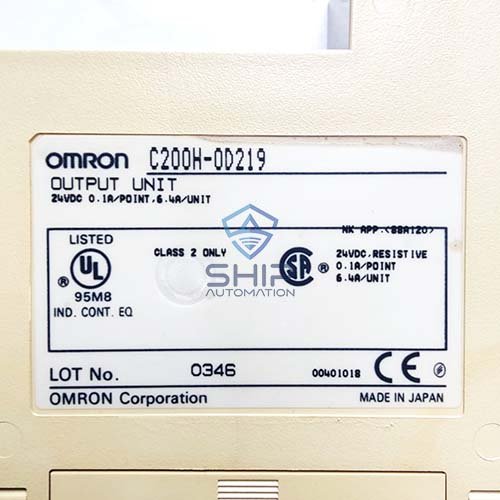 OMRON C200H-OD219
OUTPUT UNIT
24VDC 0.1A/POINT, 6.4A/UNIT
NK APP.<88A120>
LISTED
UL ®
95M8
IND. CONT. EQ
CLASS 2 ONLY
SA ®
24VDC, RESISTIVE
0.1A/POINT
6.4A/UNIT
SHIP
AUTOMATION
LOT No. 0346 00401018 CE
OMRON Corporation MADE IN JAPAN